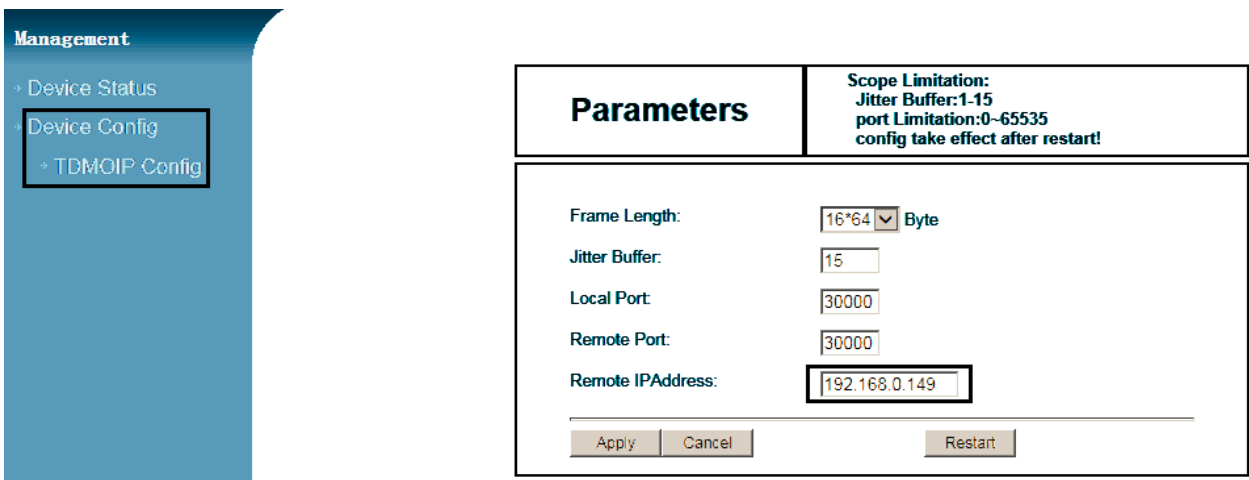 Management
Device Status
Device Config
TDMOIP Config
Parameters
Scope Limitation:
Jitter Buffer:1-15
port Limitation:0~65535
config take effect after restart!
Frame Length:
16*64 Byte
Jitter Buffer:
15
Local Port:
30000
Remote Port:
30000
Remote IPAddress:
192.168.0.149
Apply Cancel Restart